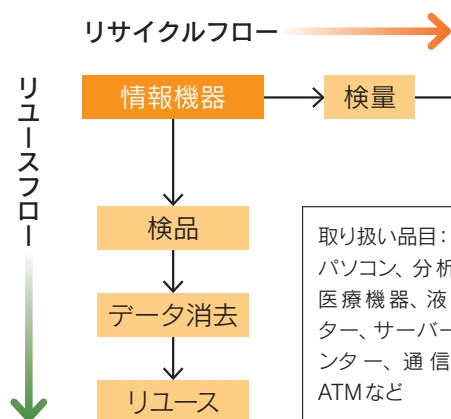 リサイクルフロー
リユースフロー
情報機器
検量
検品
データ消去
リユース
取り扱い品目:
パソコン、分析
医療機器、液
ター、サーバー
ンター、通信
ATMなど